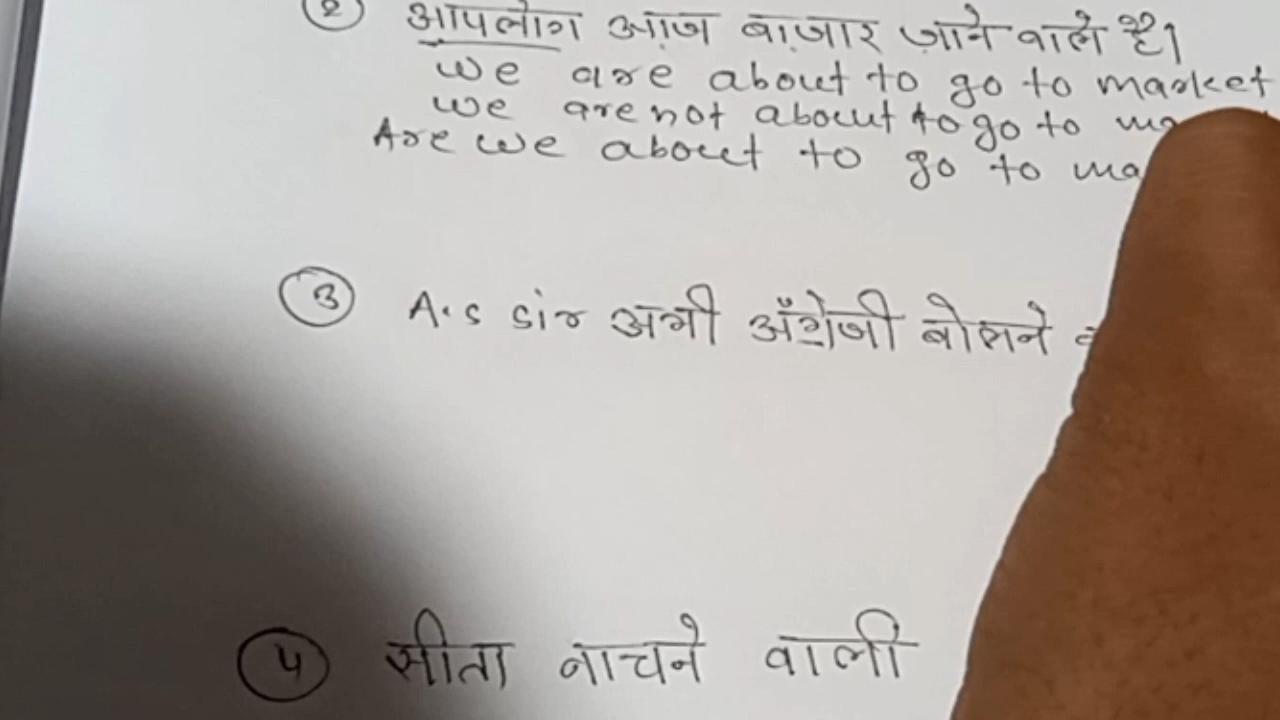 ② आपलोग आज बाजार जाने वाले हैं।
we are about to go to market
we are not about to go to
Are we about to go to
③ A.s sir अभी अँग्रेजी बोलने
④ सीता नाचने वाली